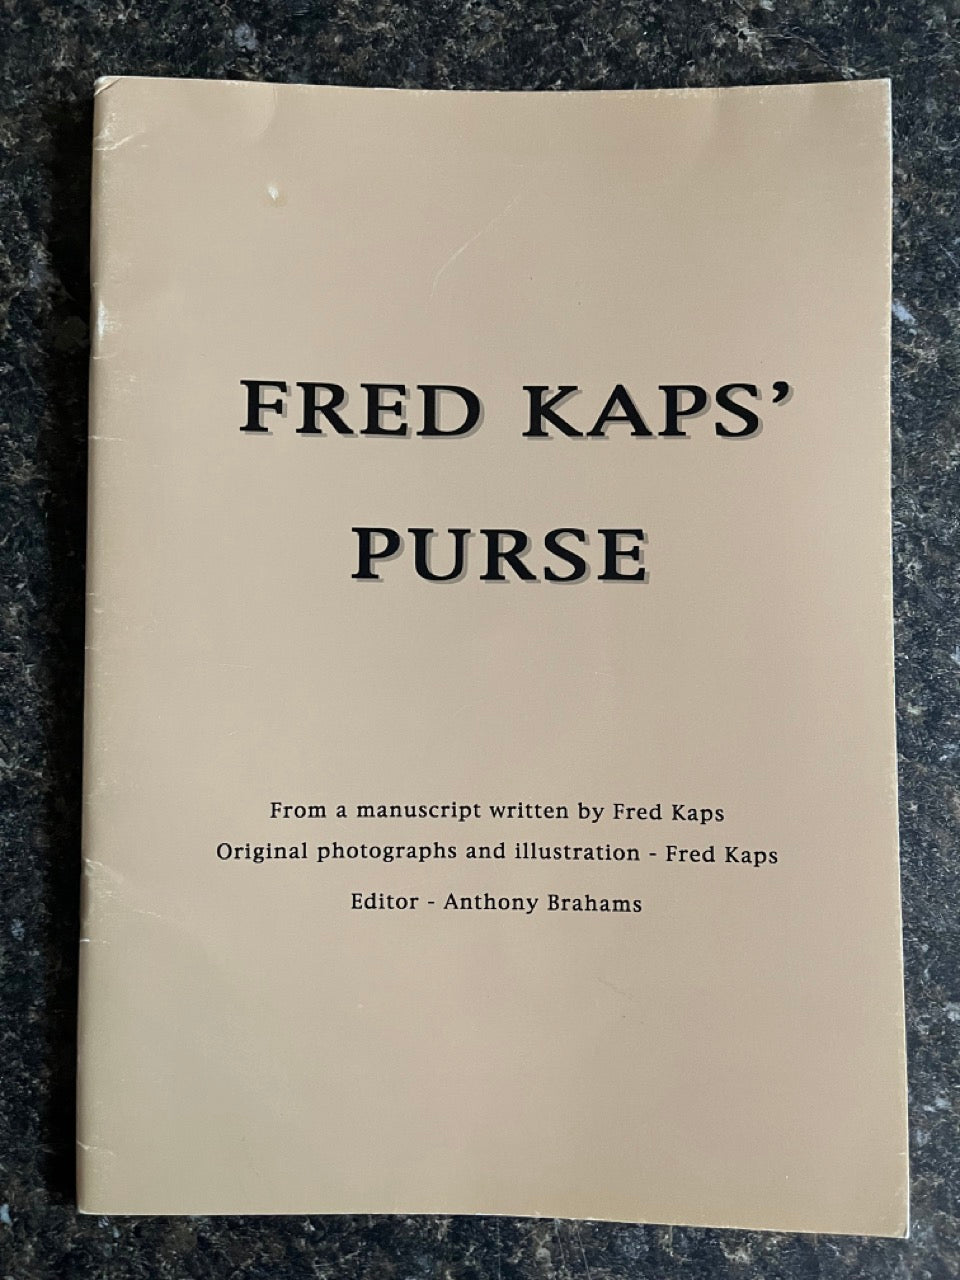 FRED KAPS’
PURSE
From a manuscript written by Fred Kaps
Original photographs and illustration - Fred Kaps
Editor - Anthony Brahams